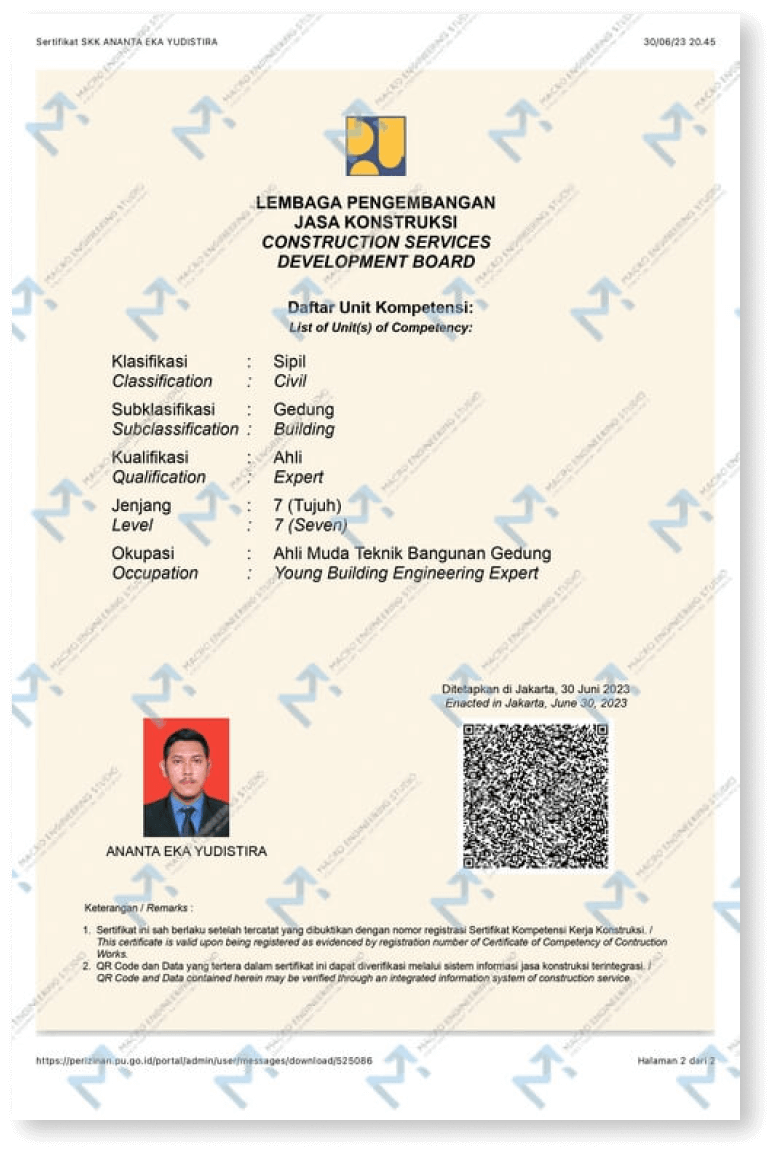 Sertifikat SKK ANANTA EKA YUDISTIRA 30/06/23 20.45
PU
LEMBAGA PENGEMBANGAN
JASA KONSTRUKSI
CONSTRUCTION SERVICES
DEVELOPMENT BOARD
Daftar Unit Kompetensi:
List of Unit(s) of Competency:
Klasifikasi : Sipil
Classification : Civil
Subklasifikasi : Gedung
Subclassification : Building
Kualifikasi : Ahli
Qualification : Expert
Jenjang : 7 (Tujuh)
Level : 7 (Seven)
Okupasi : Ahli Muda Teknik Bangunan Gedung
Occupation : Young Building Engineering Expert
Ditetapkan di Jakarta, 30 Juni 2023
Enacted in Jakarta, June 30, 2023
ANANTA EKA YUDISTIRA
Keterangan / Remarks :
1. Sertifikat ini sah berlaku setelah tercatat yang dibuktikan dengan nomor registrasi Sertifikat Kompetensi Kerja Konstruksi. /
This certificate is valid upon being registered as evidenced by registration number of Certificate of Competency of Contruction
Works.
2. QR Code dan Data yang tertera dalam sertifikat ini dapat diverifikasi melalui sistem informasi jasa konstruksi terintegrasi. /
QR Code and Data contained herein may be verified through an integrated information system of construction service.
https://perizinan.pu.go.id/portal/admin/user/messages/download/525086 Halaman 2 dari 2
MACRO ENGINEERING STUDIO